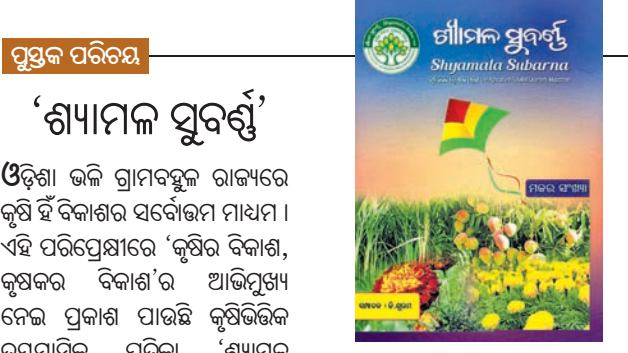 ପୁସ୍ତକ ପରିଚୟ
‘ଶ୍ୟାମଳ ସୁବର୍ଣ୍ଣ’
ଓଡ଼ିଶା ଭଳି ଗ୍ରାମବହୁଳ ରାଜ୍ୟରେ
କୃଷି ହିଁ ବିକାଶର ସର୍ବୋତ୍ତମ ମାଧ୍ୟମ ।
ଏହି ପରିପ୍ରେକ୍ଷୀରେ ‘କୃଷିର ବିକାଶ,
କୃଷକର ବିକାଶ’ର ଆଭିମୁଖ୍ୟ
ନେଇ ପ୍ରକାଶ ପାଉଛି କୃଷିଭିତ୍ତିକ
ଶ୍ୟାମଳ ସୁବର୍ଣ୍ଣ
Shyamala Subarna
ମକର ସଂଖ୍ୟା